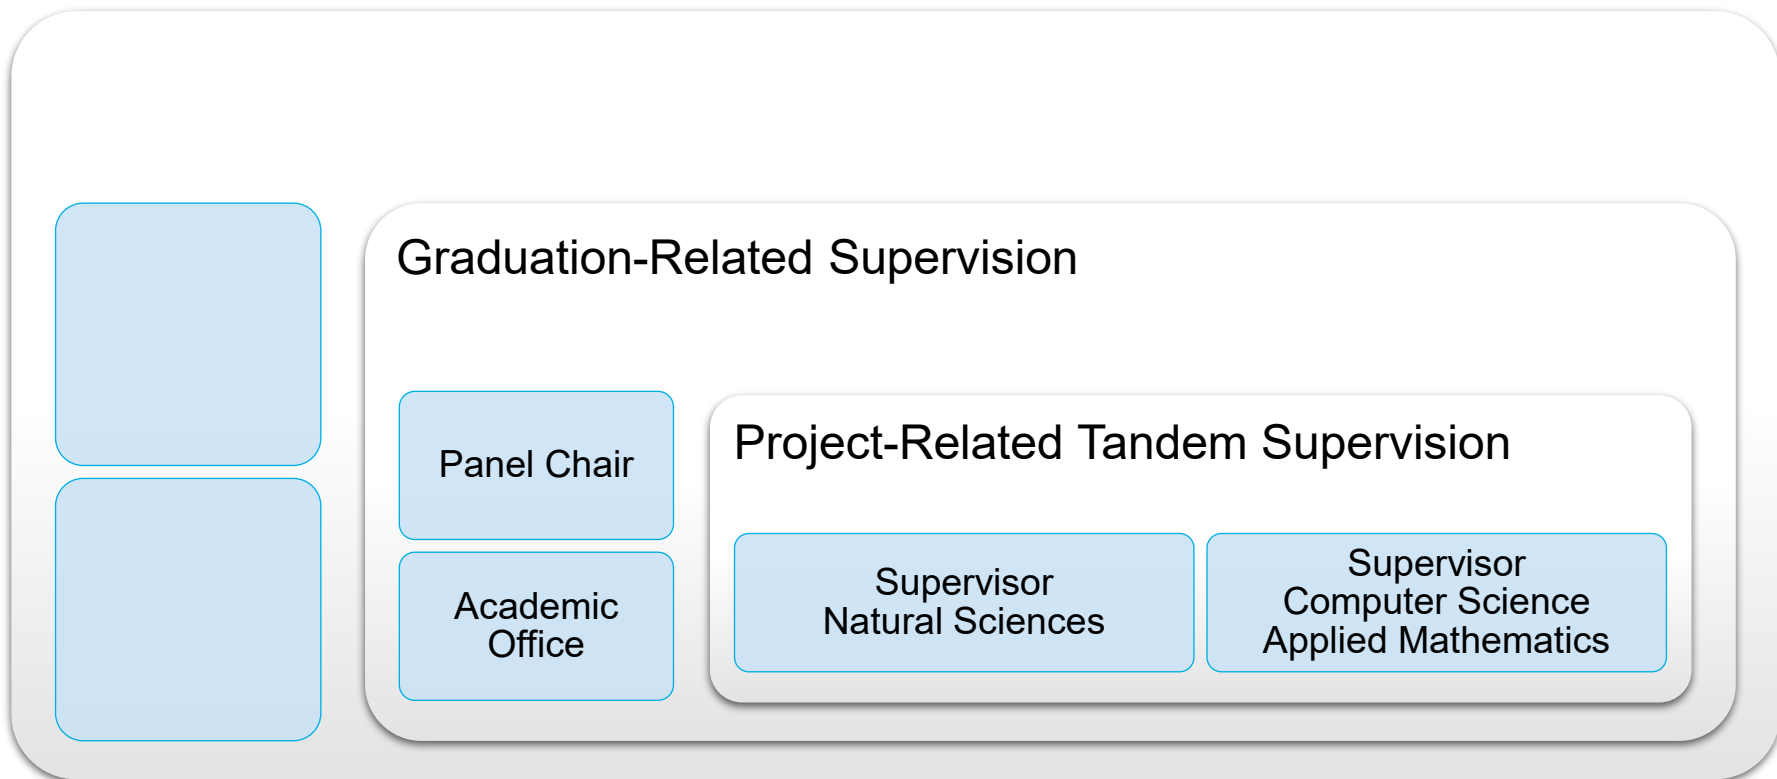 Graduation-Related Supervision
Panel Chair
Academic
Office
Project-Related Tandem Supervision
Supervisor
Natural Sciences
Supervisor
Computer Science
Applied Mathematics